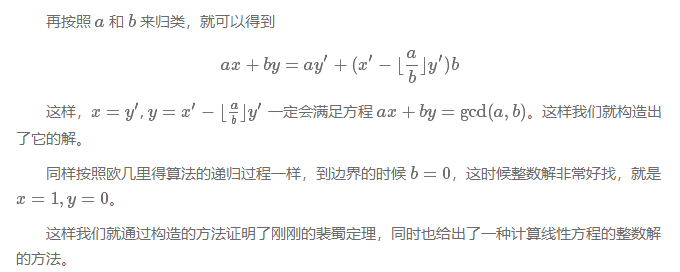 再按照 a 和 b 来归类，就可以得到
ax + by = ay′ + (x′ − ⌊a/b⌋y′)b
这样，x = y′, y = x′ − ⌊a/b⌋y′ 一定会满足方程 ax + by = gcd(a, b)。这样我们就构造出
了它的解。
同样按照欧几里得算法的递归过程一样，到边界的时候 b = 0，这时候整数解非常好找，就是
x = 1, y = 0。
这样我们就通过构造的方法证明了刚刚的裴蜀定理，同时也给出了一种计算线性方程的整数解
的方法。